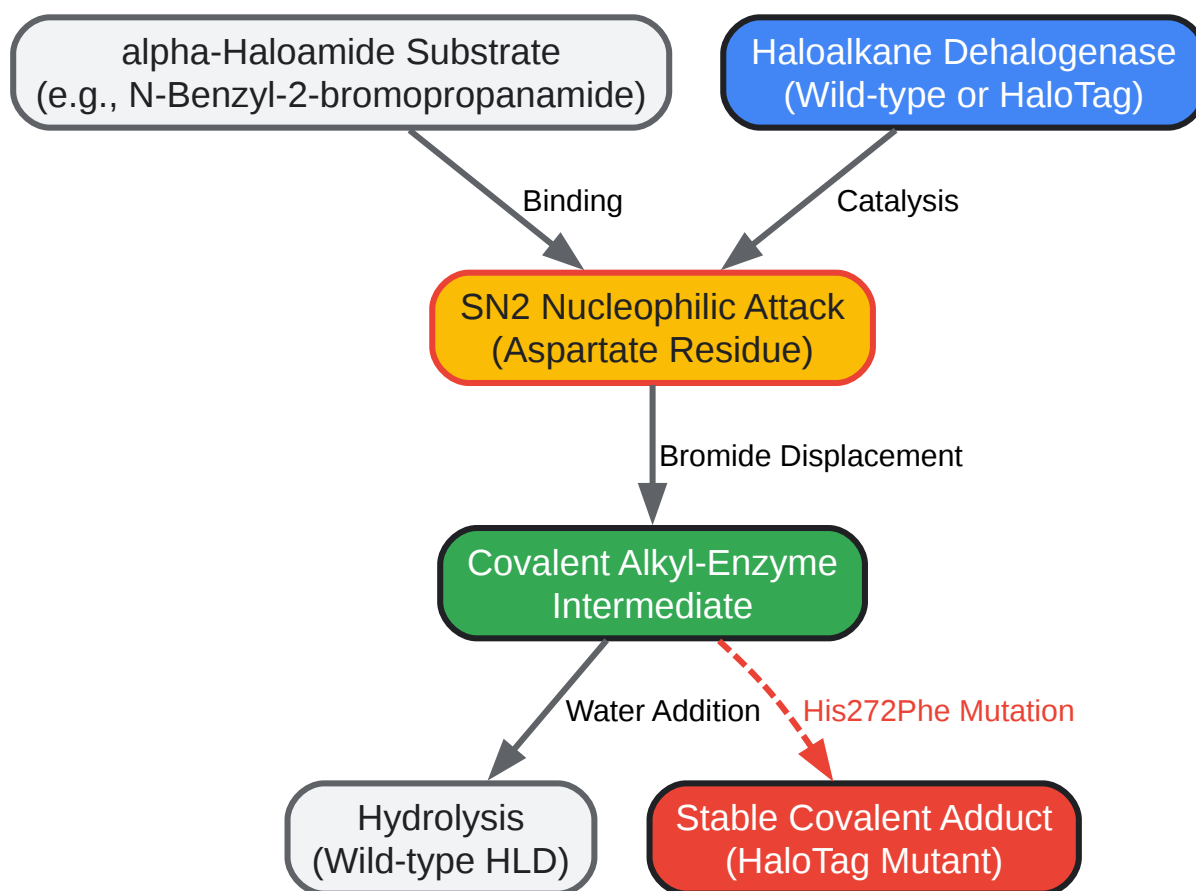 alpha-Haloamide Substrate
(e.g., N-Benzyl-2-bromopropanamide)
Haloalkane Dehalogenase
(Wild-type or HaloTag)
Binding
Catalysis
SN2 Nucleophilic Attack
(Aspartate Residue)
Bromide Displacement
Covalent Alkyl-Enzyme
Intermediate
Water Addition
His272Phe Mutation
Hydrolysis
(Wild-type HLD)
Stable Covalent Adduct
(HaloTag Mutant)